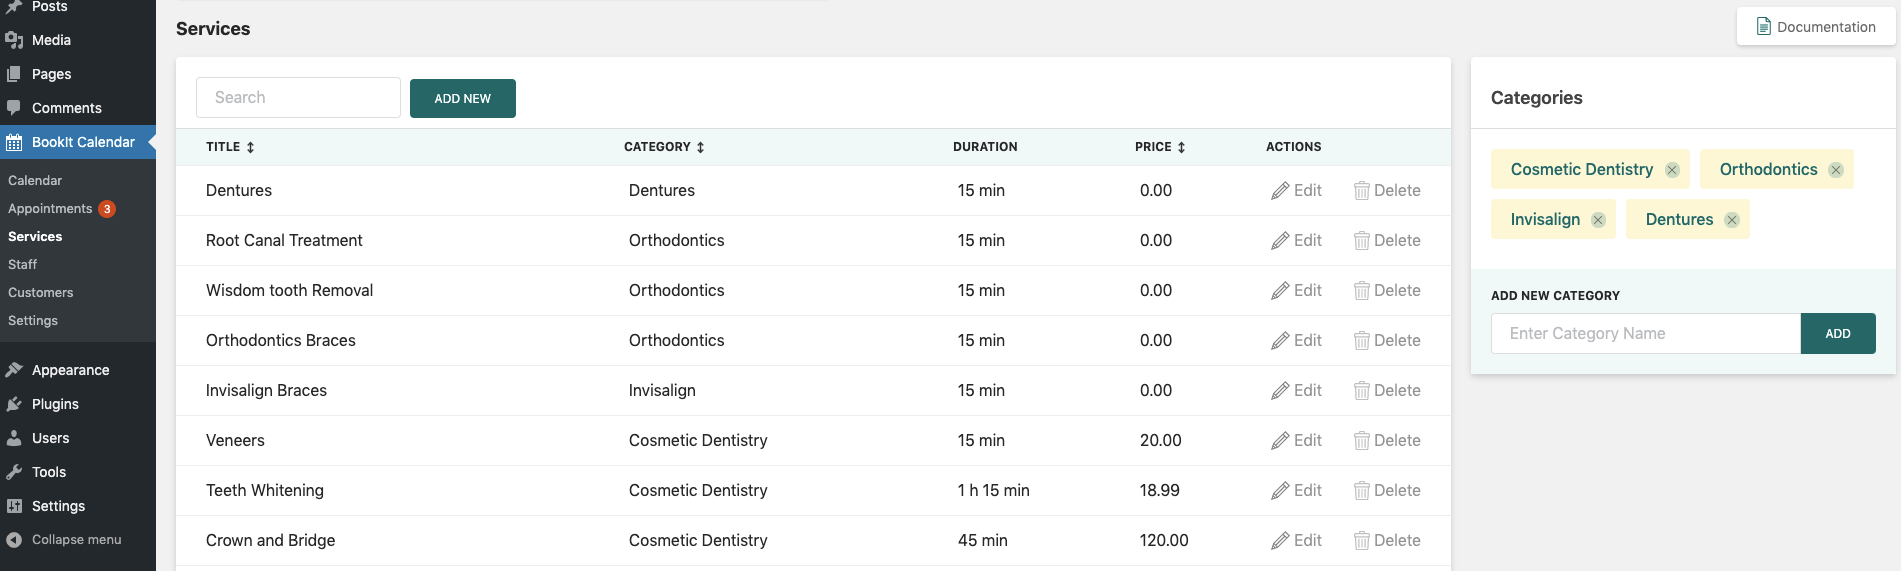 Posts
Media
Pages
Comments
BookIt Calendar
Calendar
Appointments 3
Services
Staff
Customers
Settings
Appearance
Plugins
Users
Tools
Settings
Collapse menu
Services
Documentation
Search
ADD NEW
TITLE CATEGORY DURATION PRICE ACTIONS
Dentures Dentures 15 min 0.00 Edit Delete
Root Canal Treatment Orthodontics 15 min 0.00 Edit Delete
Wisdom tooth Removal Orthodontics 15 min 0.00 Edit Delete
Orthodontics Braces Orthodontics 15 min 0.00 Edit Delete
Invisalign Braces Invisalign 15 min 0.00 Edit Delete
Veneers Cosmetic Dentistry 15 min 20.00 Edit Delete
Teeth Whitening Cosmetic Dentistry 1 h 15 min 18.99 Edit Delete
Crown and Bridge Cosmetic Dentistry 45 min 120.00 Edit Delete
Categories
Cosmetic Dentistry Orthodontics
Invisalign Dentures
ADD NEW CATEGORY
Enter Category Name ADD